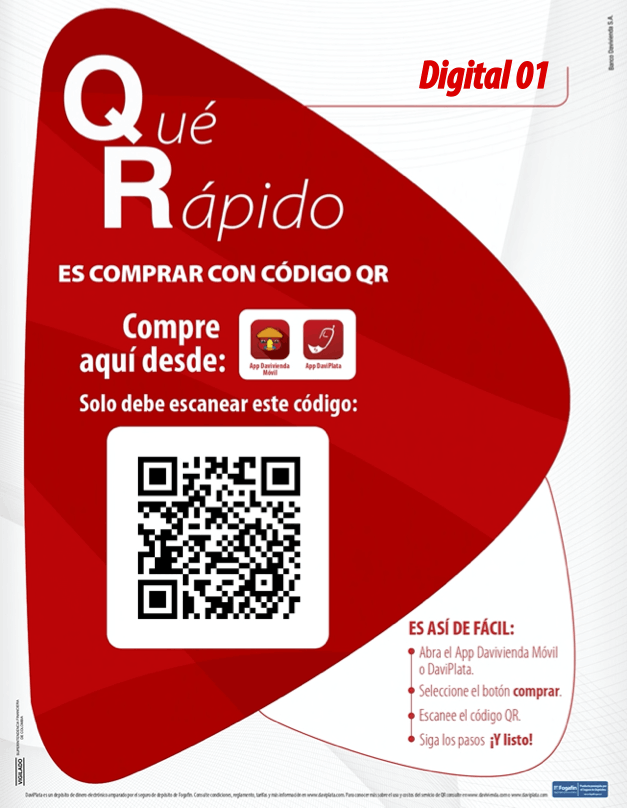 Banco Davivienda S.A.
Digital 01
Qué
Rápido
ES COMPRAR CON CÓDIGO QR
Compre
aquí desde:
App Davivienda
Móvil
App DaviPlata
Solo debe escanear este código:
ES ASÍ DE FÁCIL:
Abra el App Davivienda Móvil
o DaviPlata.
Seleccione el botón comprar.
Escanee el código QR.
Siga los pasos ¡Y listo!
VIGILADO
SUPERINTENDENCIA FINANCIERA
DE COLOMBIA
Fogafín
DaviPlata es un depósito de dinero electrónico amparado por el seguro de depósito de Fogafín. Consulte condiciones, reglamento, tarifas y más información en www.daviplata.com. Para conocer más sobre el uso y costos del servicio de QR consulte en www.davivienda.com o www.daviplata.com